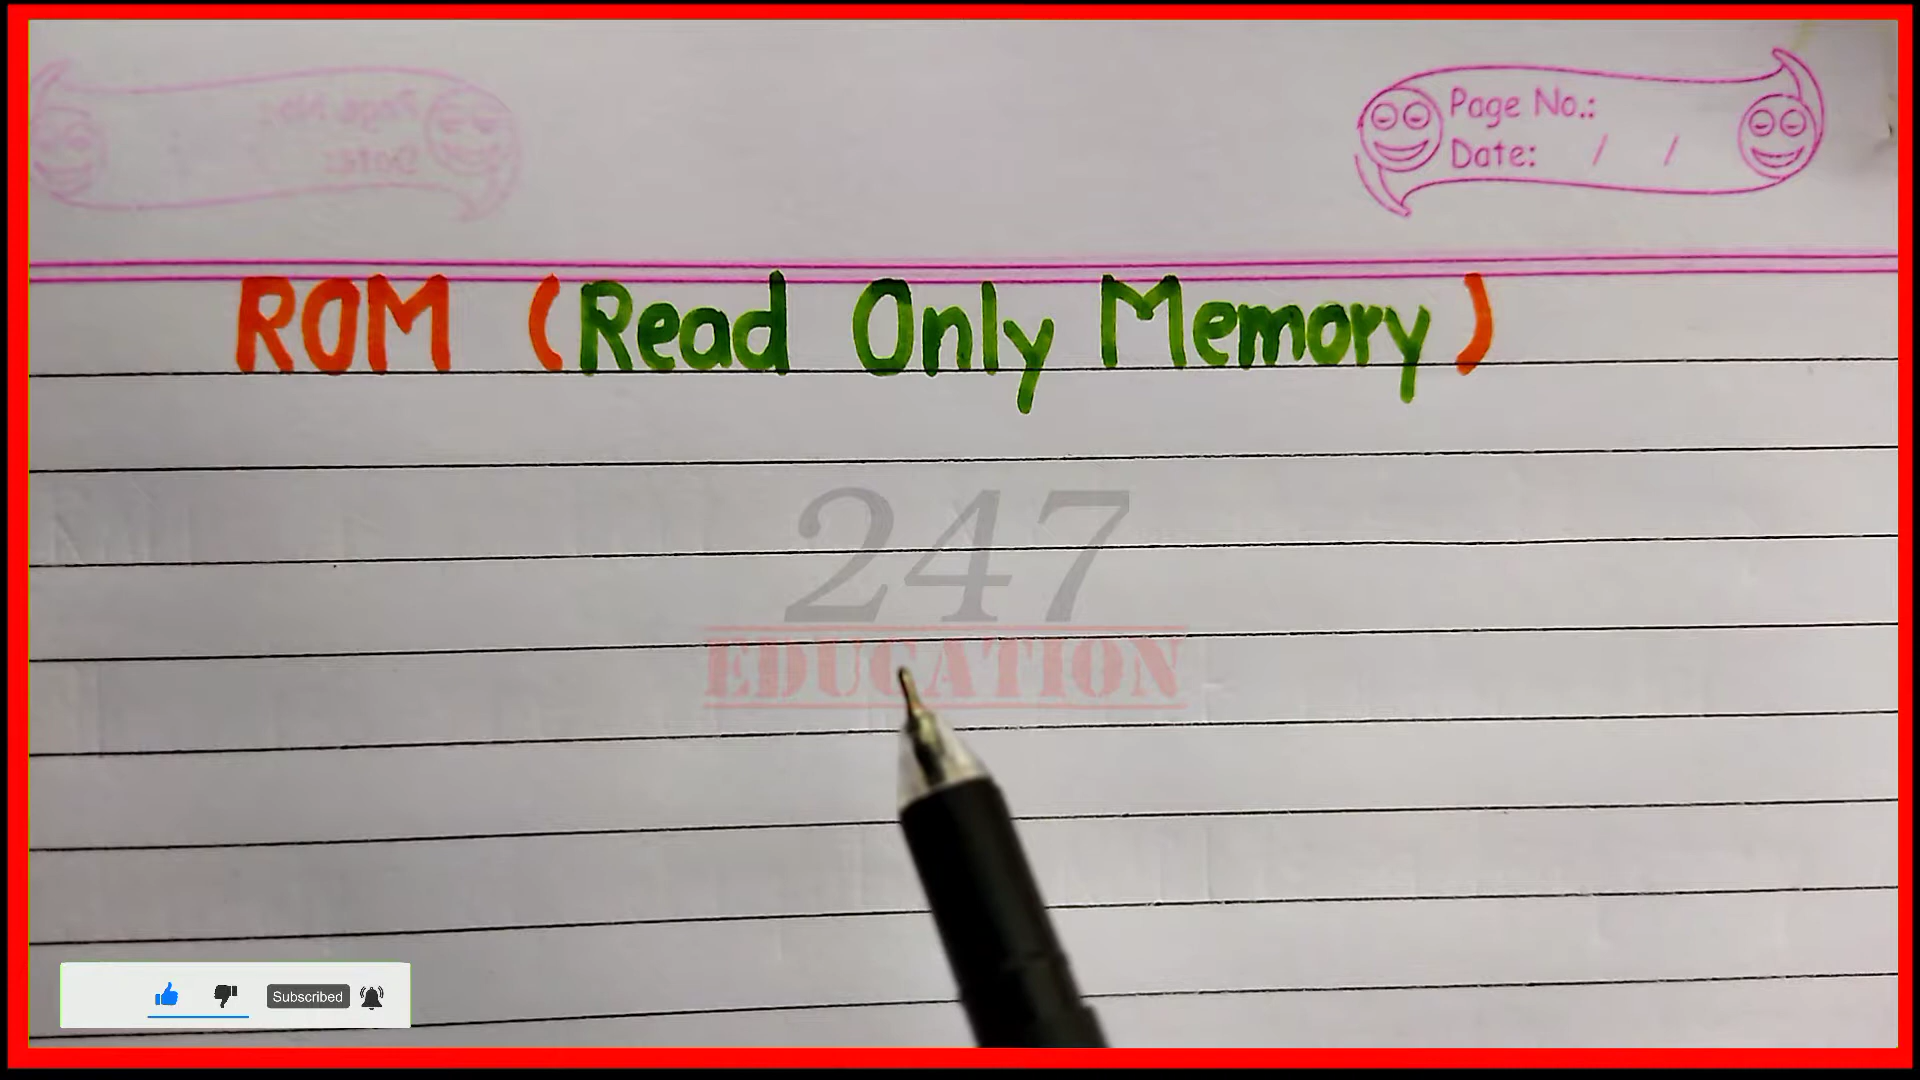 Page No.:
Date: / /
ROM (Read Only Memory)
247
EDUCATION
Subscribed